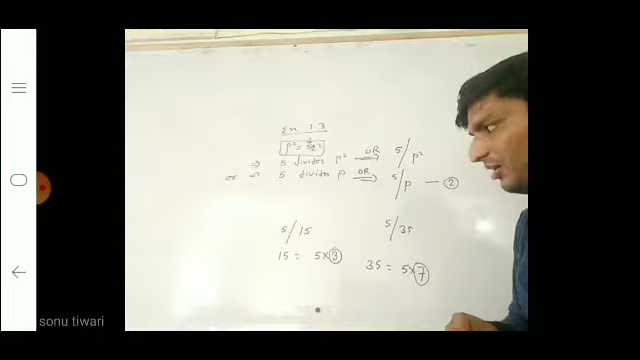 Ex 1.3
p² = 5q²
⇒ 5 divides p² OR 5/p²
or 5 divides p OR 5/p — ②
5/15 5/35
15 = 5×3 35 = 5×7
sonu tiwari